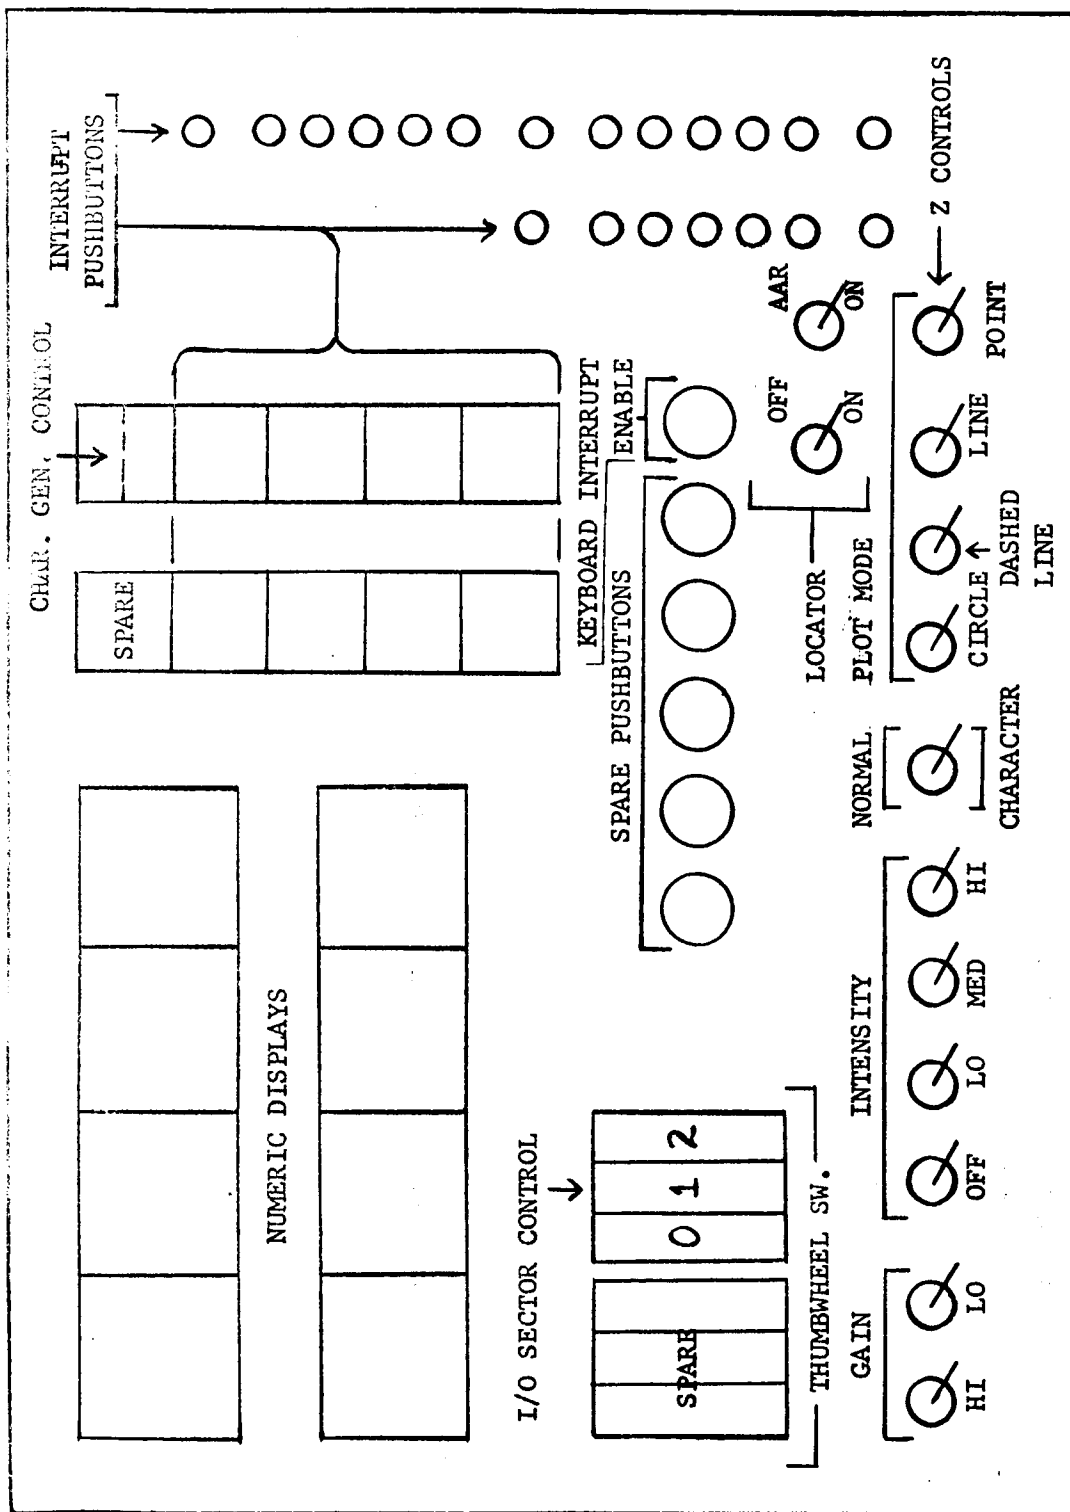 CHAR. GEN. CONTROL
INTERRUPT
PUSHBUTTONS
SPARE
NUMERIC DISPLAYS
I/O SECTOR CONTROL
KEYBOARD INTERRUPT
ENABLE
SPARE PUSHBUTTONS
SPARE
0 1 2
THUMBWHEEL SW.
OFF
AAR
ON
ON
LOCATOR
GAIN
INTENSITY
NORMAL
PLOT MODE
Z CONTROLS
HI
LO
OFF
LO
MED
HI
CHARACTER
CIRCLE
DASHED
LINE
LINE
POINT